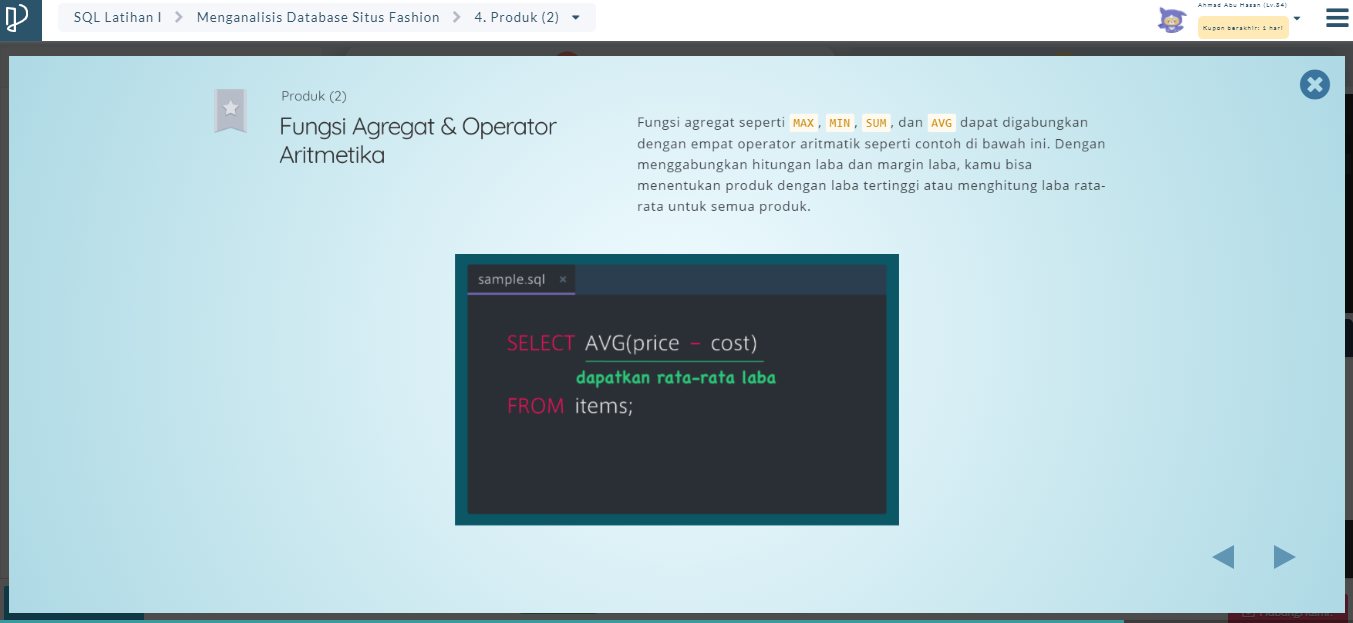 SQL Latihan I
Menganalisis Database Situs Fashion
4. Produk (2)
Ahmad Abu Hasan (Lv.34)
Kupon berakhir: 1 hari
Produk (2)
Fungsi Agregat & Operator
Aritmetika
Fungsi agregat seperti MAX, MIN, SUM, dan AVG dapat digabungkan
dengan empat operator aritmatik seperti contoh di bawah ini. Dengan
menggabungkan hitungan laba dan margin laba, kamu bisa
menentukan produk dengan laba tertinggi atau menghitung laba rata-
rata untuk semua produk.
sample.sql ×
SELECT AVG(price - cost)
dapatkan rata-rata laba
FROM items;